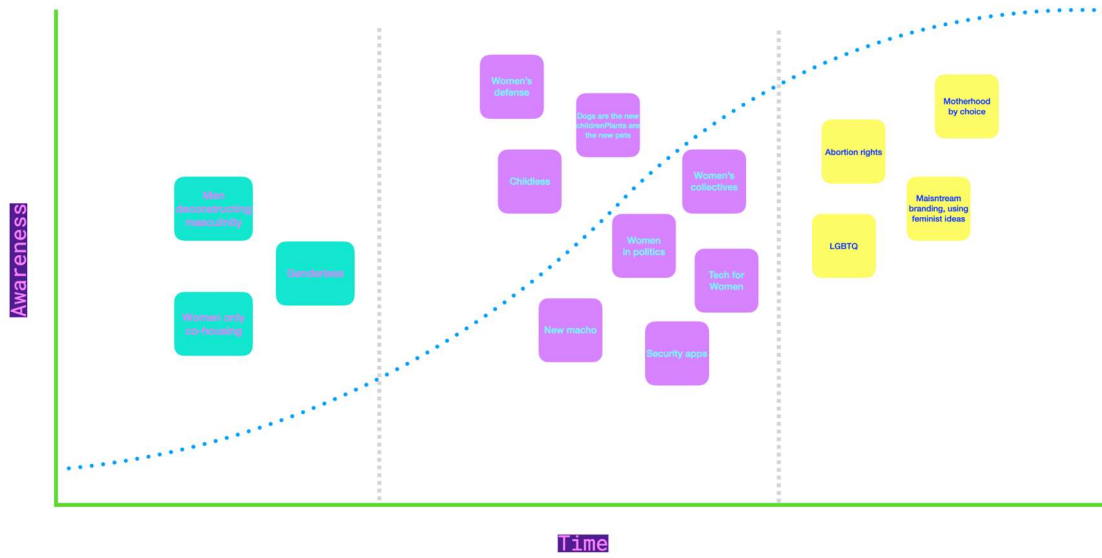 Awareness
Men
deconstructing
masculinity
Genderless
Women only
co-housing
Women's
defense
Dogs are the new
childrenPlants are
the new pets
Childless
Women's
collectives
Women
in politics
Tech for
Women
New macho
Security apps
Motherhood
by choice
Abortion rights
Maisntream
branding, using
feminist ideas
LGBTQ
Time